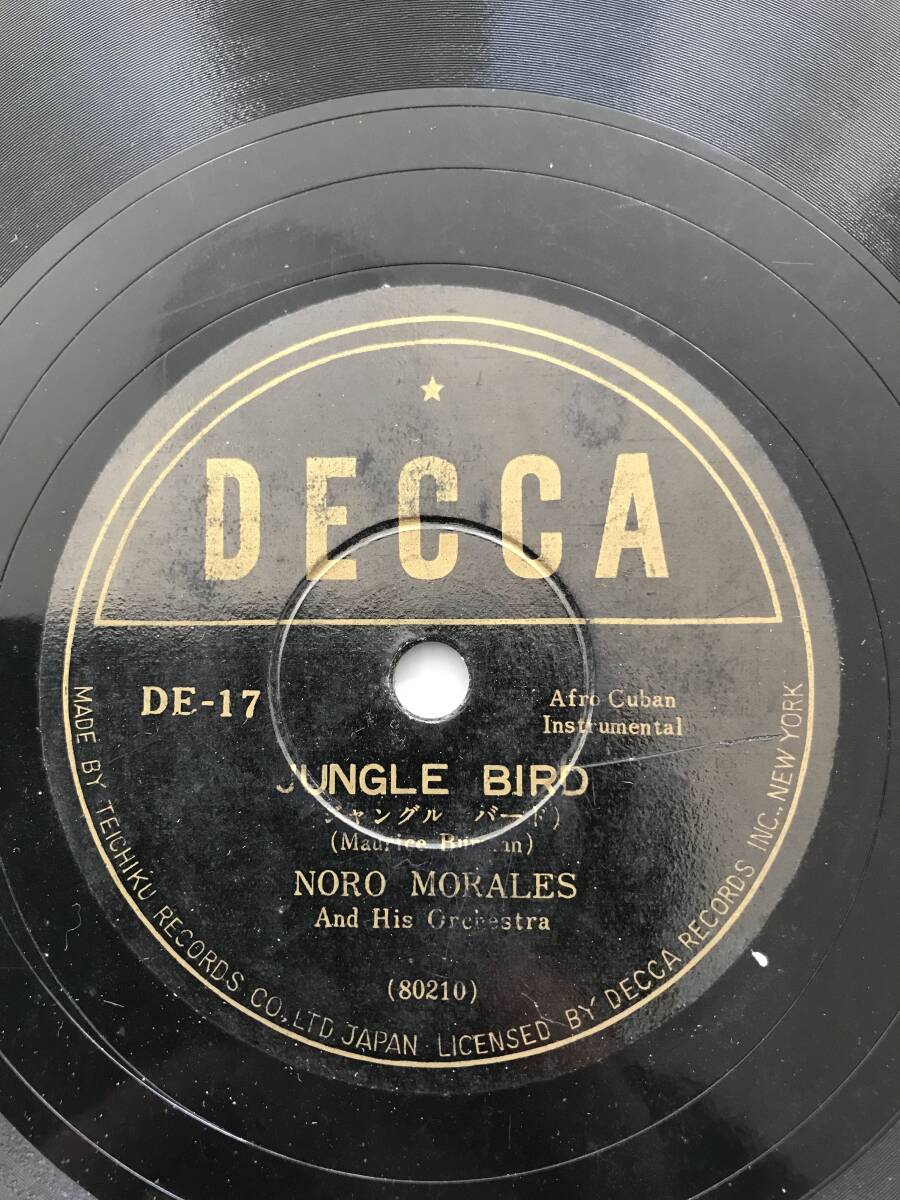 DECCA
DE-17
Afro Cuban
Instrumental
JUNGLE BIRD
ジャングル バード)
(Maurice
NORO MORALES
And His Orchestra
(80210)
MADE BY TEICHIKU RECORDS CO., LTD JAPAN LICENSED BY DECCA RECORDS INC., NEW YORK